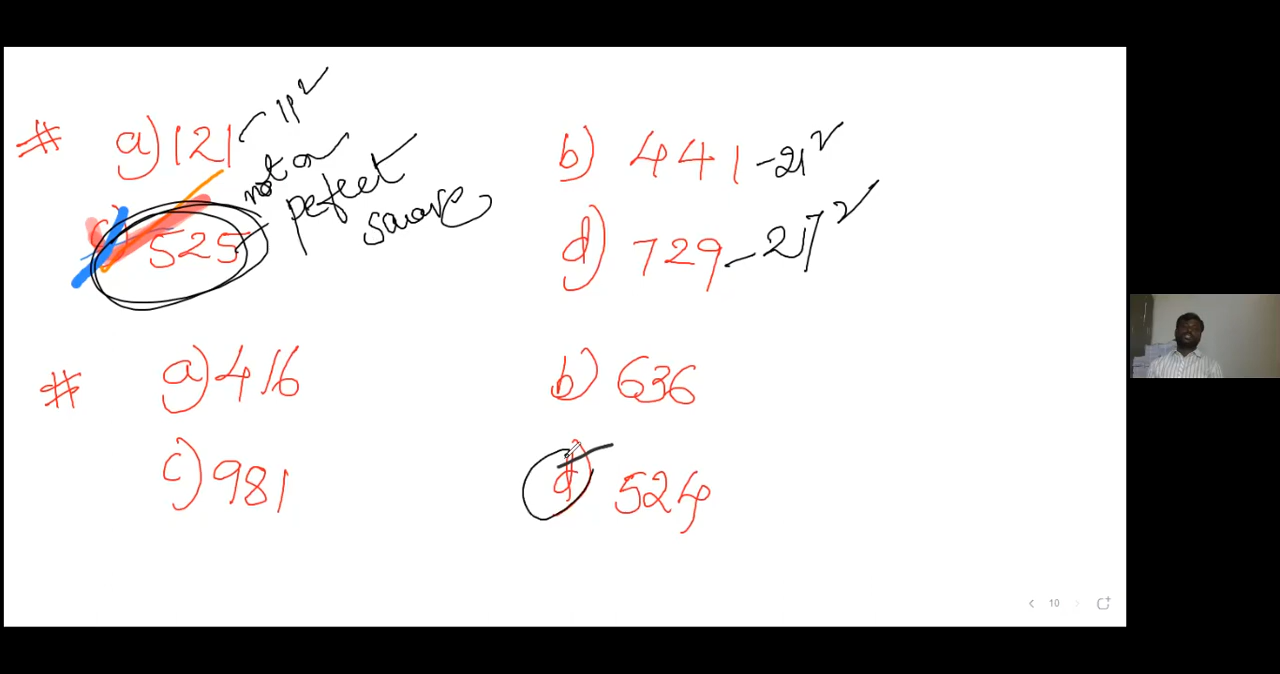 # a) 121 - 11²
not a
perfect
square
b) 441 - 21²
c) 525
d) 729 - 27²
# a) 416
b) 636
c) 981
d) 524
10